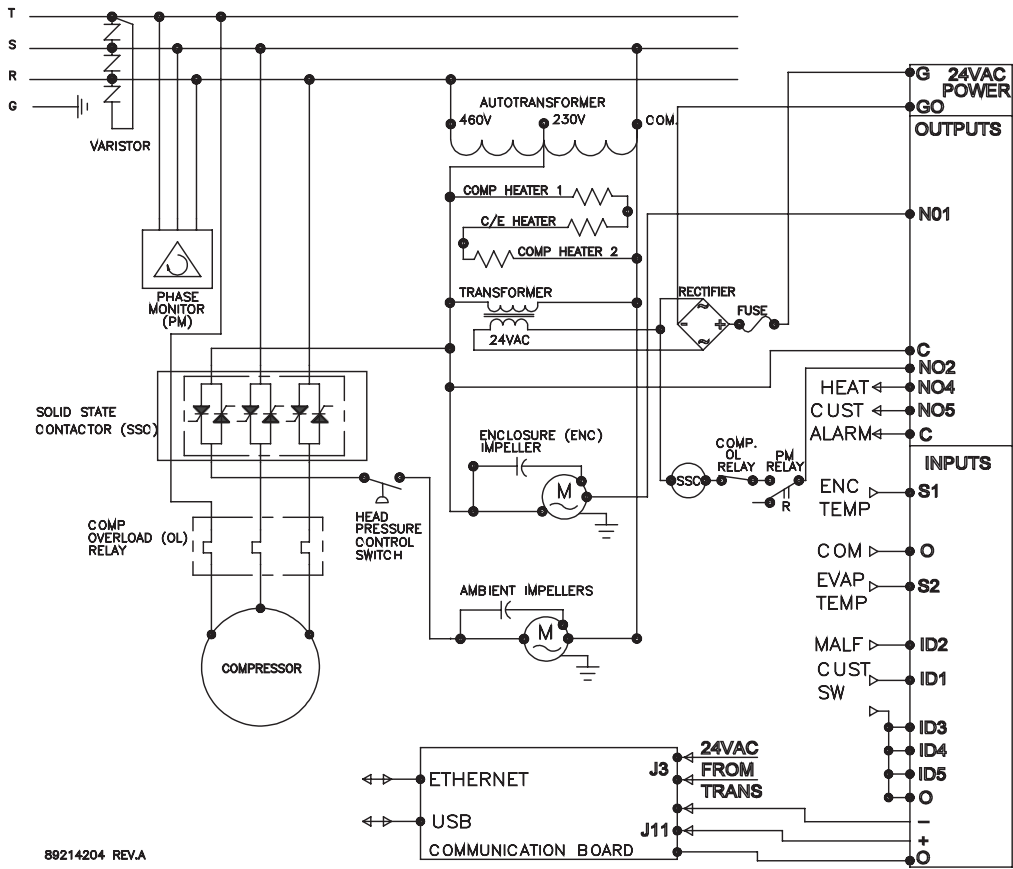 T
S
R
G
VARISTOR
PHASE
MONITOR
(PM)
AUTOTRANSFORMER
460V
230V
COM.
COMP HEATER 1
C/E HEATER
COMP HEATER 2
TRANSFORMER
24VAC
RECTIFIER
~
-
+
~
FUSE
G
24VAC
POWER
GO
OUTPUTS
N01
C
NO2
HEAT
NO4
CUST
NO5
ALARM
C
INPUTS
SOLID STATE
CONTACTOR (SSC)
ENCLOSURE (ENC)
IMPELLER
M
COMP.
OL
RELAY
PM
RELAY
SSC
R
ENC
TEMP
S1
COMP
OVERLOAD (OL)
RELAY
HEAD
PRESSURE
CONTROL
SWITCH
COM
O
EVAP
TEMP
S2
AMBIENT IMPELLERS
M
MALF
ID2
CUST
SW
ID1
COMPRESSOR
ID3
ID4
ID5
O
ETHERNET
USB
COMMUNICATION BOARD
J3
24VAC
FROM
TRANS
J11
-
+
O
89214204 REV.A